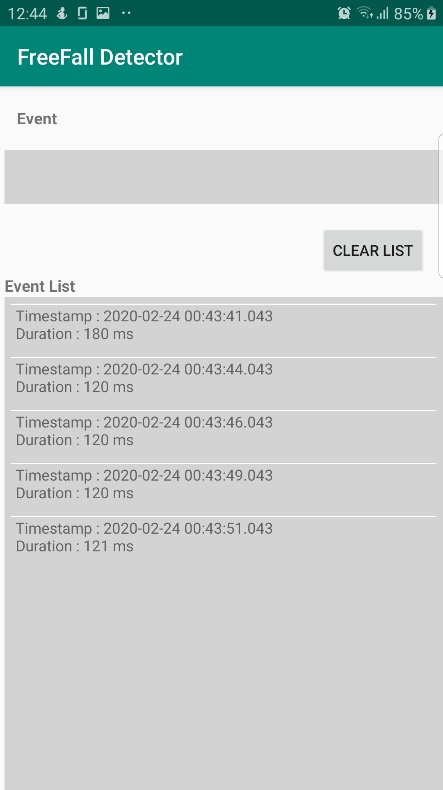 12:44
85%
FreeFall Detector
Event
CLEAR LIST
Event List
Timestamp : 2020-02-24 00:43:41.043
Duration : 180 ms
Timestamp : 2020-02-24 00:43:44.043
Duration : 120 ms
Timestamp : 2020-02-24 00:43:46.043
Duration : 120 ms
Timestamp : 2020-02-24 00:43:49.043
Duration : 120 ms
Timestamp : 2020-02-24 00:43:51.043
Duration : 121 ms